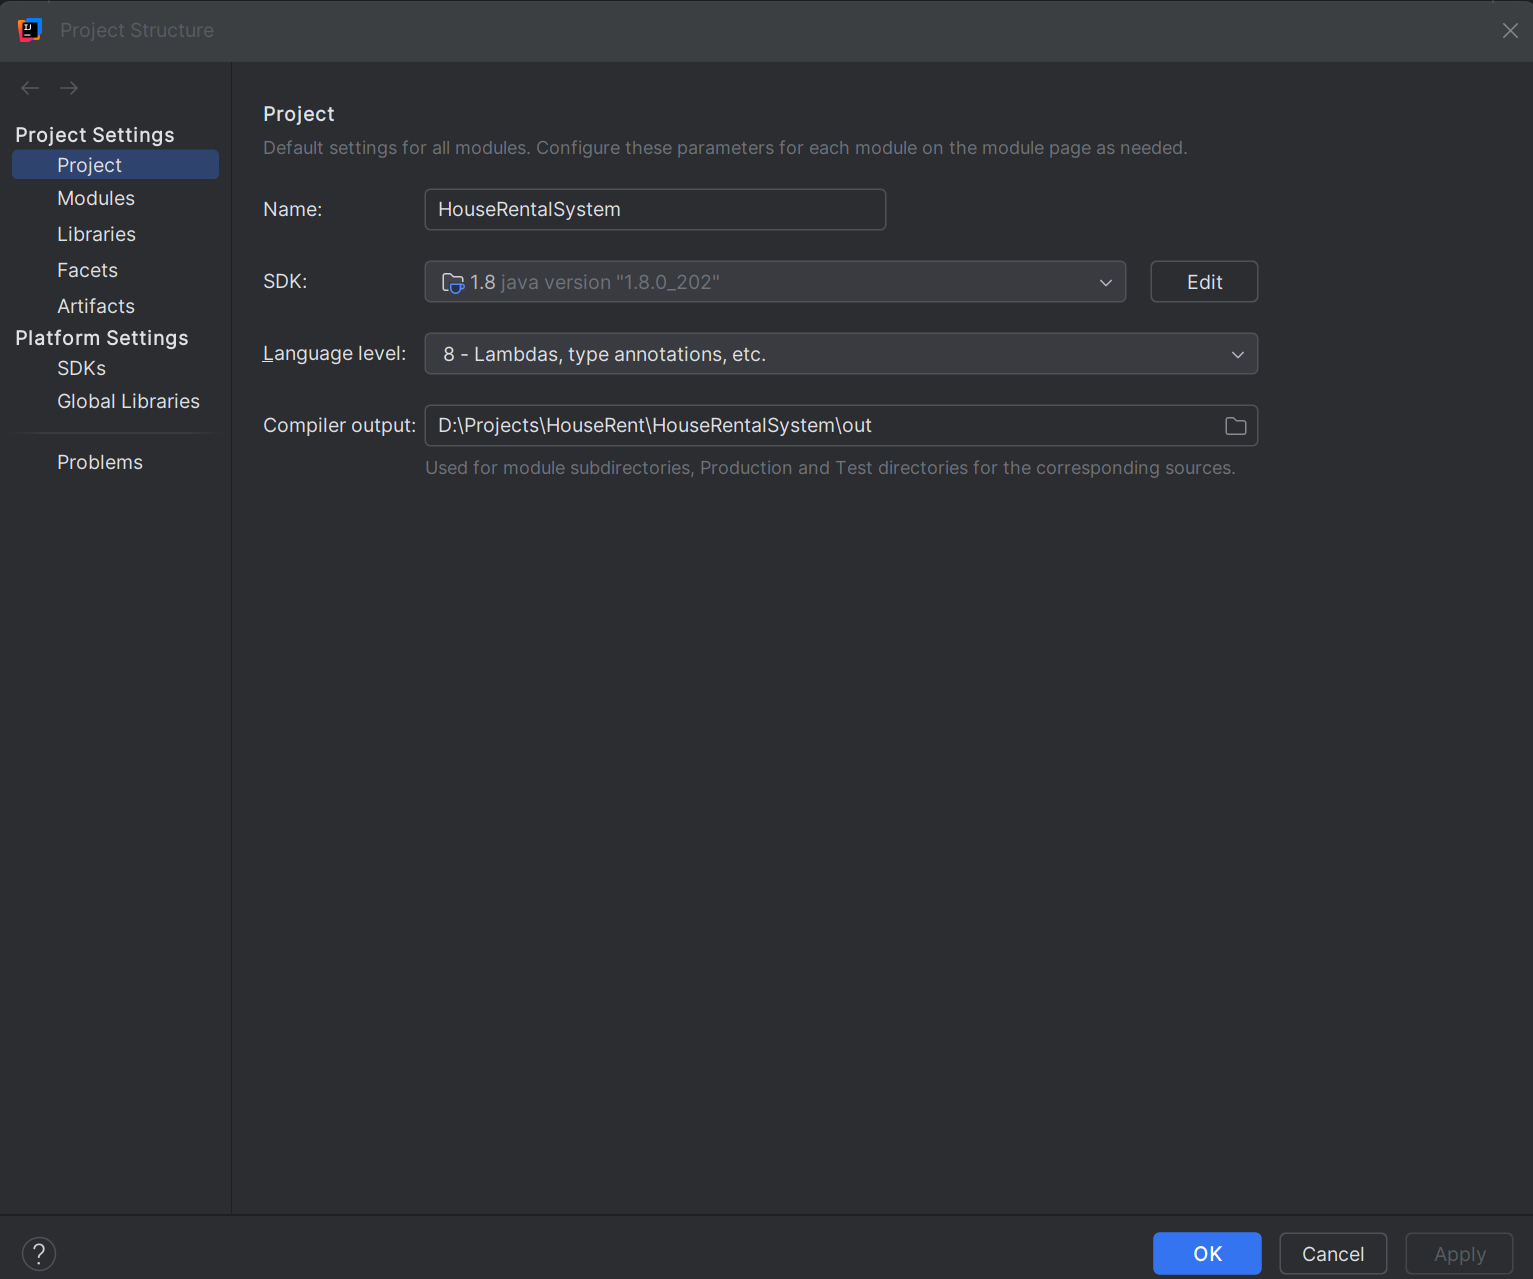 Project Structure
Project Settings
Project
Modules
Libraries
Facets
Artifacts
Platform Settings
SDKs
Global Libraries
Problems
Project
Default settings for all modules. Configure these parameters for each module on the module page as needed.
Name: HouseRentalSystem
SDK: 1.8 java version "1.8.0_202" Edit
Language level: 8 - Lambdas, type annotations, etc.
Compiler output: D:\Projects\HouseRent\HouseRentalSystem\out
Used for module subdirectories, Production and Test directories for the corresponding sources.
? OK Cancel Apply